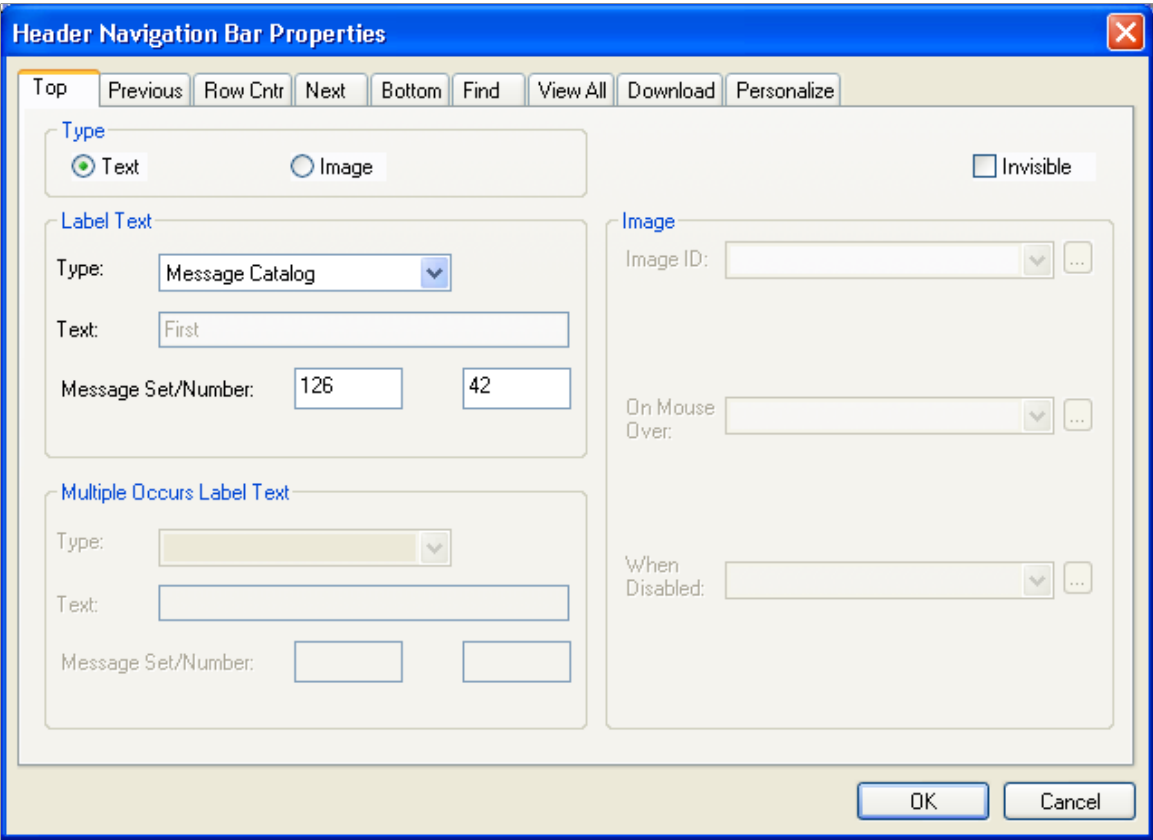 Header Navigation Bar Properties
Top Previous Row Cntr Next Bottom Find View All Download Personalize
Type
Text Image Invisible
Label Text
Type: Message Catalog
Text: First
Message Set/Number: 126 42
Multiple Occurs Label Text
Type:
Text:
Message Set/Number:
Image
Image ID: ...
On Mouse
Over: ...
When
Disabled: ...
OK Cancel